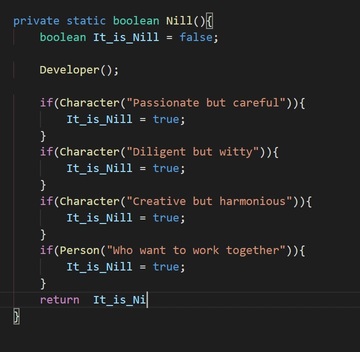 private static boolean Nill(){
boolean It_is_Nill = false;
Developer();
if(Character("Passionate but careful")){
It_is_Nill = true;
}
if(Character("Diligent but witty")){
It_is_Nill = true;
}
if(Character("Creative but harmonious")){
It_is_Nill = true;
}
if(Person("Who want to work together")){
It_is_Nill = true;
}
return  It_is_Ni
}